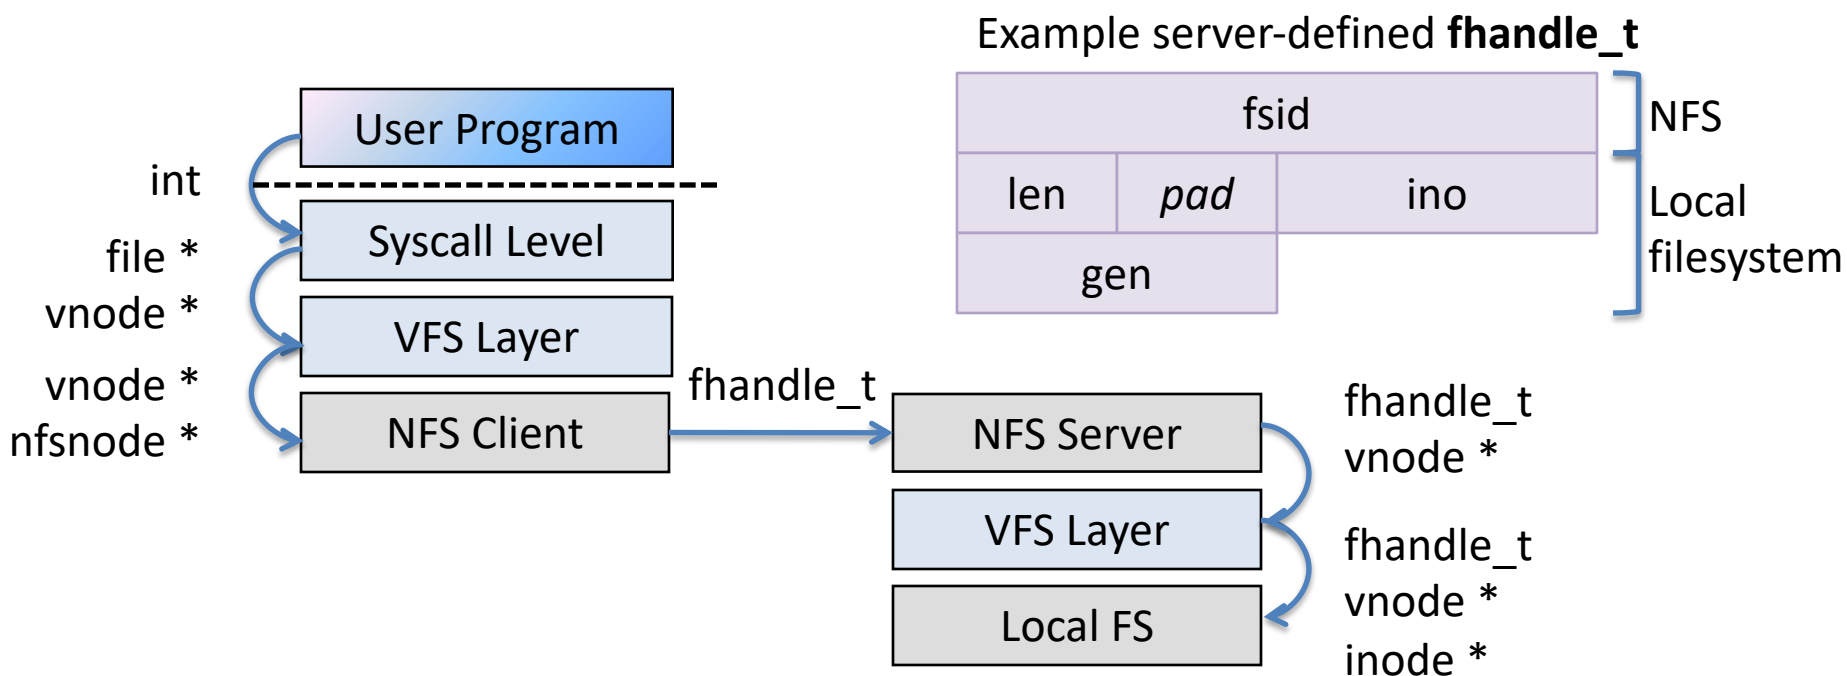 Example server-defined fhandle_t
fsid
NFS
len pad ino
Local
filesystem
gen
User Program
int
Syscall Level
file *
vnode *
VFS Layer
vnode *
nfsnode *
NFS Client
fhandle_t
NFS Server
fhandle_t
vnode *
VFS Layer
fhandle_t
vnode *
inode *
Local FS